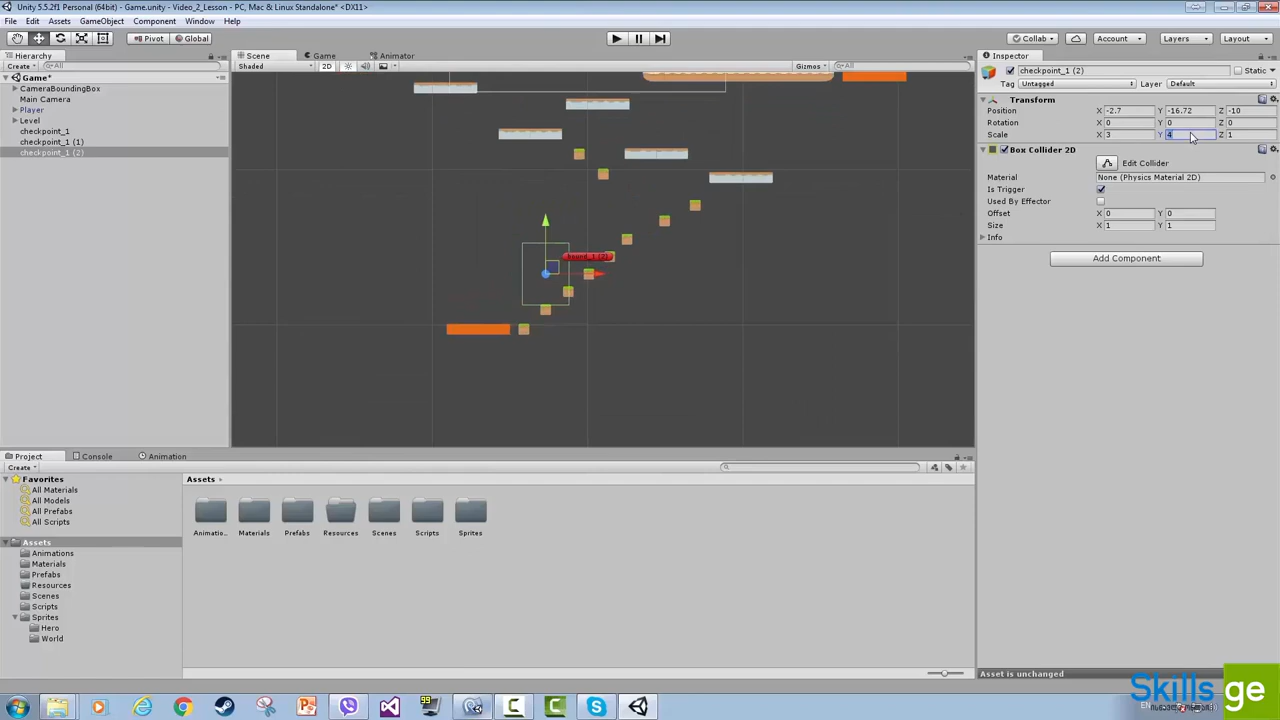 Unity 5.5.2f1 Personal (64bit) - Game.unity - Video_2_Lesson - PC, Mac & Linux Standalone* <DX11>
File Edit Assets GameObject Component Window Help
Pivot Global Collab Account Layers Layout
Hierarchy
Create All
Game*
CameraBoundingBox
Main Camera
Player
Level
checkpoint_1
checkpoint_1 (1)
checkpoint_1 (2)
Scene Game Animator
Shaded 2D Gizmos All
Inspector
checkpoint_1 (2) Static
Tag Untagged Layer Default
Transform
Position X -2.7 Y -16.72 Z -10
Rotation X 0 Y 0 Z 0
Scale X 3 Y 4 Z 1
Box Collider 2D
Edit Collider
Material None (Physics Material 2D)
Is Trigger
Used By Effector
Offset X 0 Y 0
Size X 1 Y 1
Info
Add Component
Project Console Animation
Create
Favorites
All Materials
All Models
All Prefabs
All Scripts
Assets
Animations
Materials
Prefabs
Resources
Scenes
Scripts
Sprites
Hero
World
Assets
Animatio... Materials Prefabs Resources Scenes Scripts Sprites
Asset is unchanged
99
Skills ge